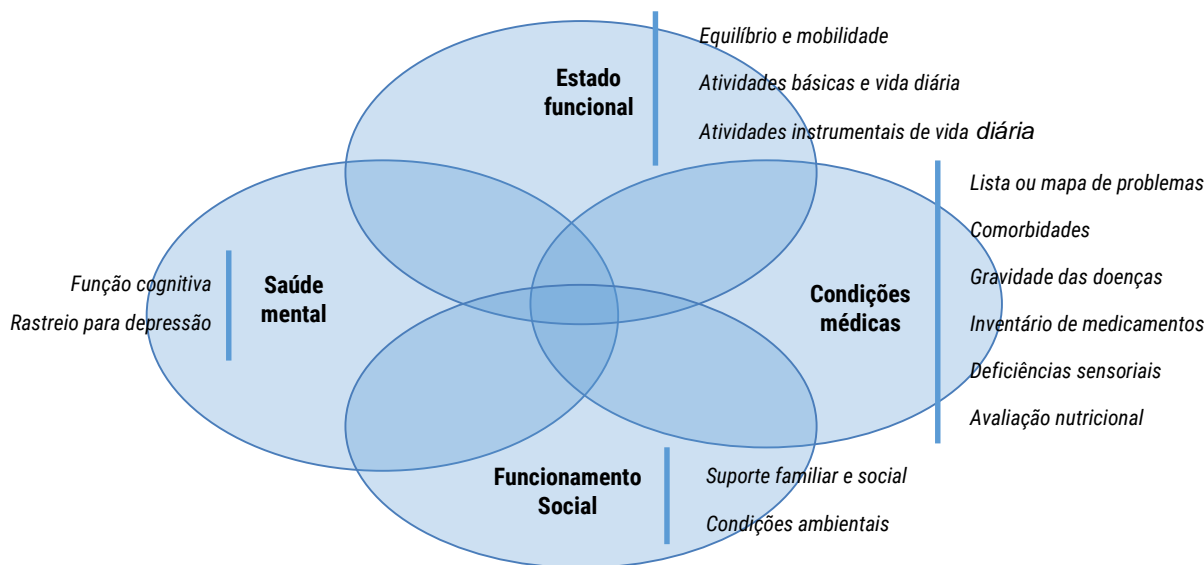 Estado
funcional
Equilíbrio e mobilidade
Atividades básicas e vida diária
Atividades instrumentais de vida diária
Saúde
mental
Função cognitiva
Rastreio para depressão
Condições
médicas
Lista ou mapa de problemas
Comorbidades
Gravidade das doenças
Inventário de medicamentos
Deficiências sensoriais
Avaliação nutricional
Funcionamento
Social
Suporte familiar e social
Condições ambientais